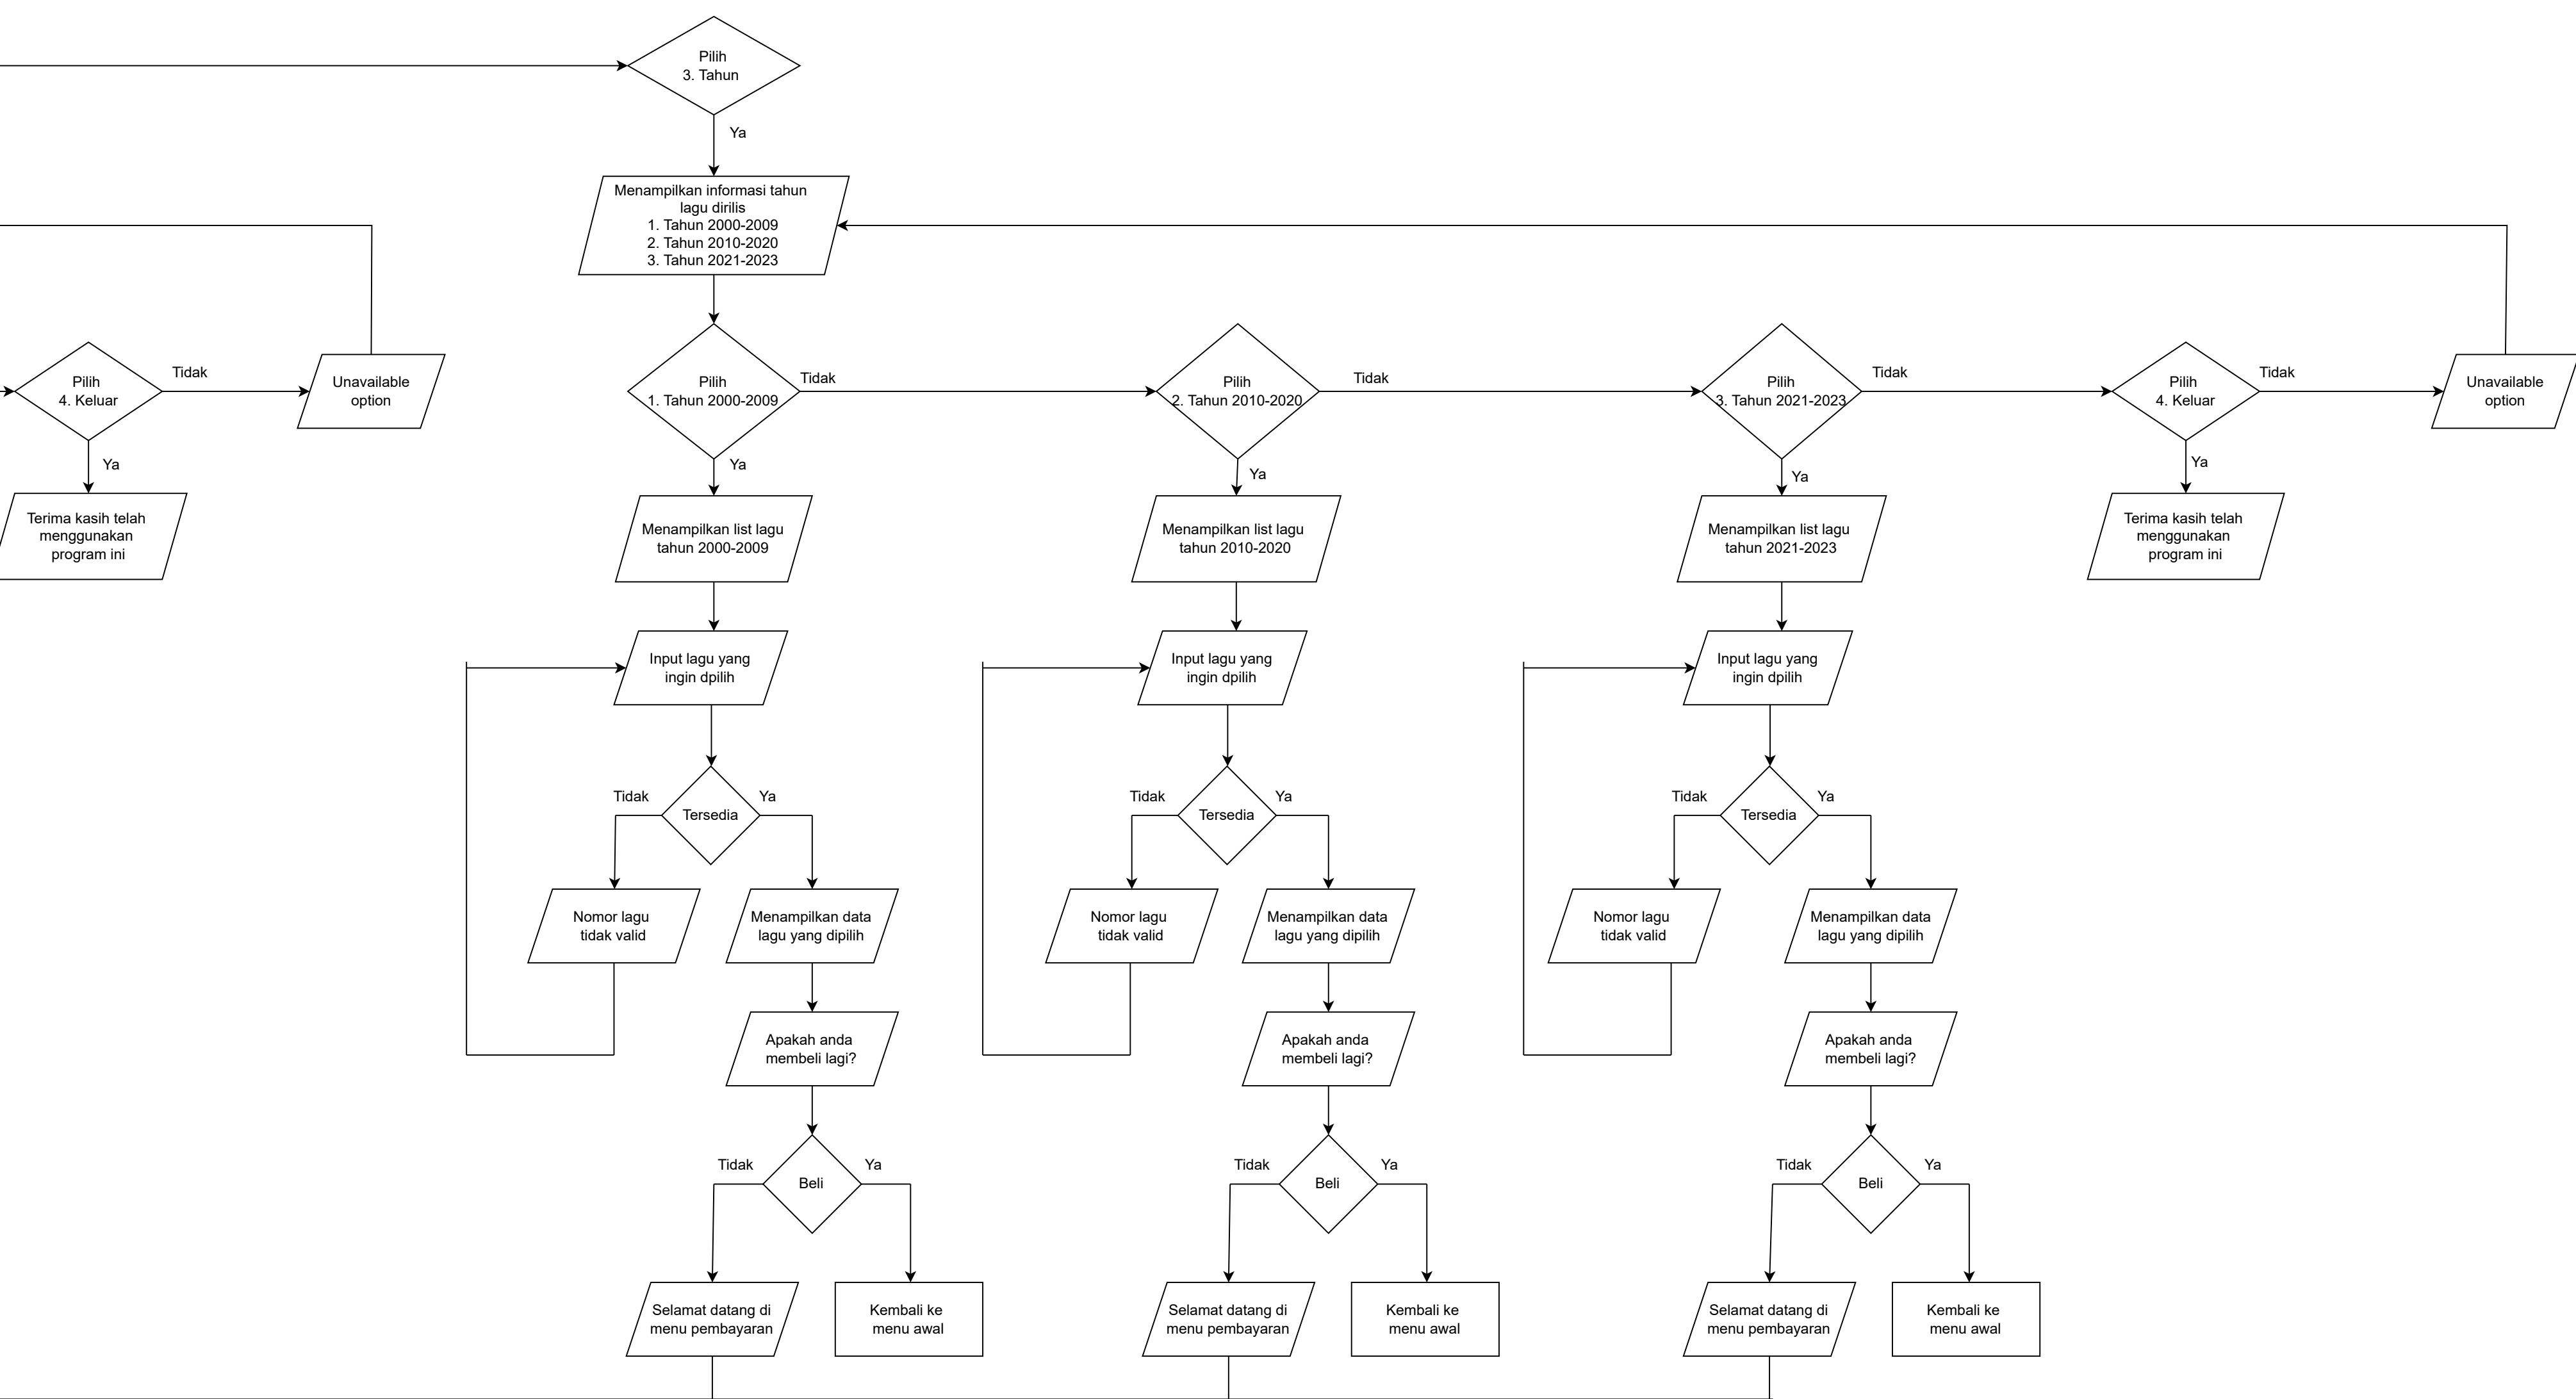 Pilih
3. Tahun
Ya
Menampilkan informasi tahun
lagu dirilis
1. Tahun 2000-2009
2. Tahun 2010-2020
3. Tahun 2021-2023
Pilih
4. Keluar
Tidak
Unavailable
option
Ya
Terima kasih telah
menggunakan
program ini
Pilih
1. Tahun 2000-2009
Tidak
Ya
Pilih
2. Tahun 2010-2020
Tidak
Ya
Pilih
3. Tahun 2021-2023
Tidak
Ya
Pilih
4. Keluar
Tidak
Ya
Unavailable
option
Terima kasih telah
menggunakan
program ini
Menampilkan list lagu
tahun 2000-2009
Input lagu yang
ingin dpilih
Tidak
Ya
Tersedia
Nomor lagu
tidak valid
Menampilkan data
lagu yang dipilih
Apakah anda
membeli lagi?
Tidak
Ya
Beli
Selamat datang di
menu pembayaran
Kembali ke
menu awal
Menampilkan list lagu
tahun 2010-2020
Input lagu yang
ingin dpilih
Tidak
Ya
Tersedia
Nomor lagu
tidak valid
Menampilkan data
lagu yang dipilih
Apakah anda
membeli lagi?
Tidak
Ya
Beli
Selamat datang di
menu pembayaran
Kembali ke
menu awal
Menampilkan list lagu
tahun 2021-2023
Input lagu yang
ingin dpilih
Tidak
Ya
Tersedia
Nomor lagu
tidak valid
Menampilkan data
lagu yang dipilih
Apakah anda
membeli lagi?
Tidak
Ya
Beli
Selamat datang di
menu pembayaran
Kembali ke
menu awal